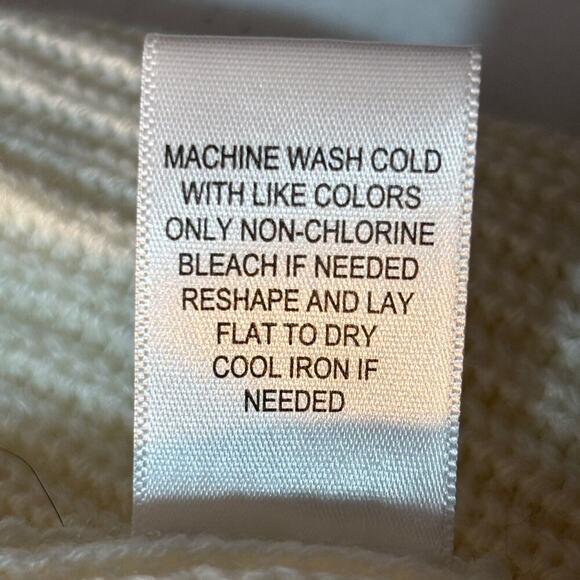 MACHINE WASH COLD
WITH LIKE COLORS
ONLY NON-CHLORINE
BLEACH IF NEEDED
RESHAPE AND LAY
FLAT TO DRY
COOL IRON IF
NEEDED